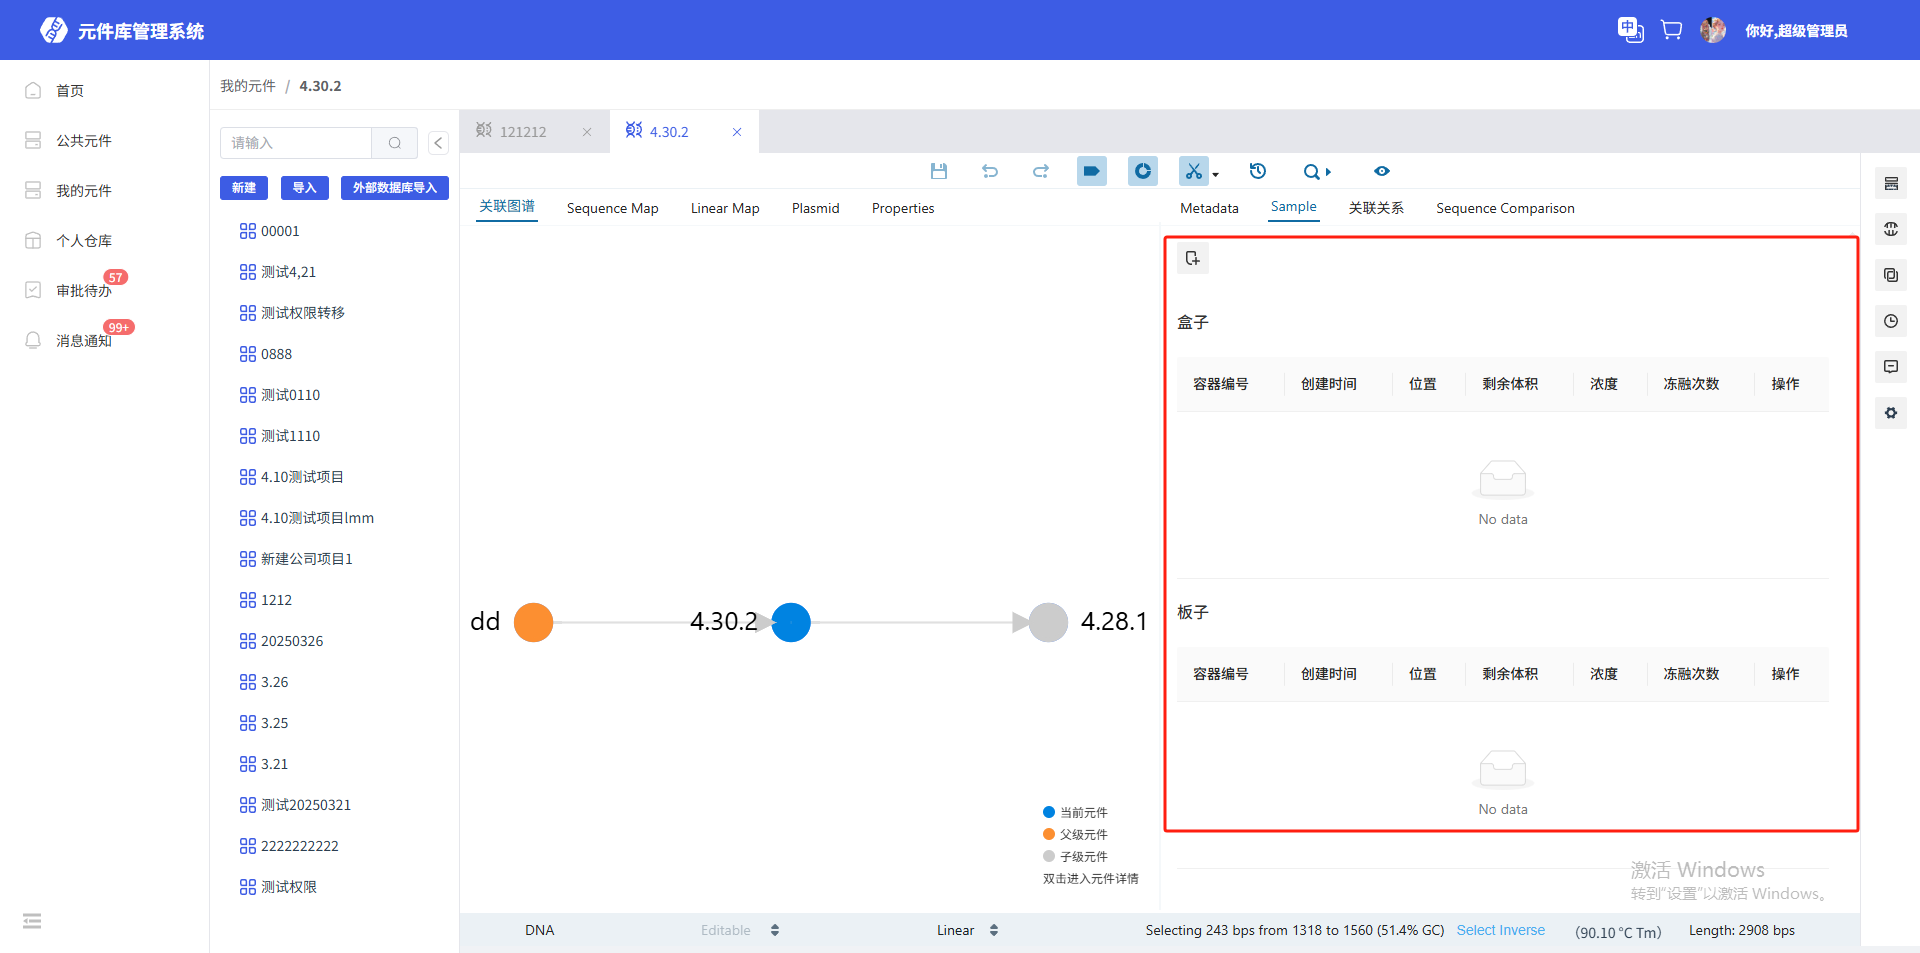 元件库管理系统
中
你好,超级管理员
首页
公共元件
我的元件
个人仓库
审批待办
57
消息通知
99+
我的元件 / 4.30.2
请输入
新建
导入
外部数据库导入
00001
测试4,21
测试权限转移
0888
测试0110
测试1110
4.10测试项目
4.10测试项目lmm
新建公司项目1
1212
20250326
3.26
3.25
3.21
测试20250321
2222222222
测试权限
121212
4.30.2
关联图谱 Sequence Map Linear Map Plasmid Properties
dd
4.30.2
4.28.1
当前元件
父级元件
子级元件
双击进入元件详情
Metadata Sample 关联关系 Sequence Comparison
盒子
容器编号 创建时间 位置 剩余体积 浓度 冻融次数 操作
No data
板子
容器编号 创建时间 位置 剩余体积 浓度 冻融次数 操作
No data
激活 Windows
转到“设置”以激活 Windows。
DNA Editable Linear Selecting 243 bps from 1318 to 1560 (51.4% GC) Select Inverse (90.10 °C Tm) Length: 2908 bps